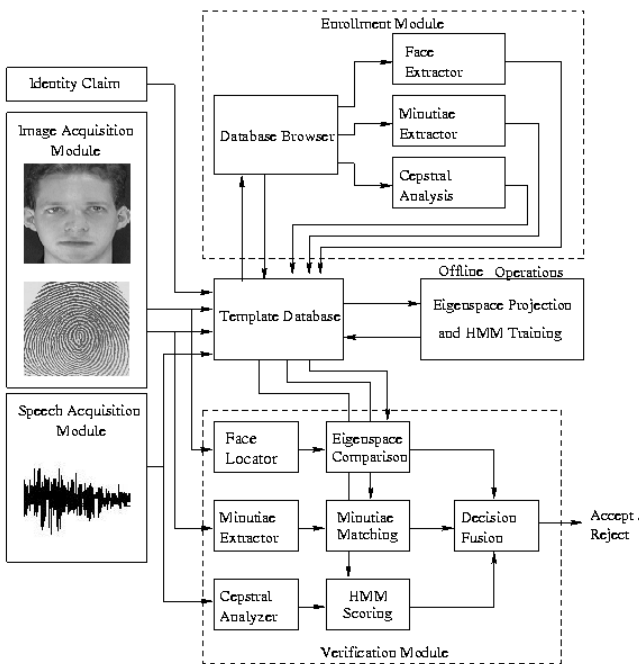 Enrollment Module
Face
Extractor
Identity Claim
Image Acquisition
Module
Database Browser
Minutiae
Extractor
Cepstral
Analysis
Offline Operations
Template Database
Eigenspace Projection
and HMM Training
Speech Acquisition
Module
Face
Locator
Eigenspace
Comparison
Minutiae
Extractor
Minutiae
Matching
Decision
Fusion
Accept /
Reject
Cepstral
Analyzer
HMM
Scoring
Verification Module